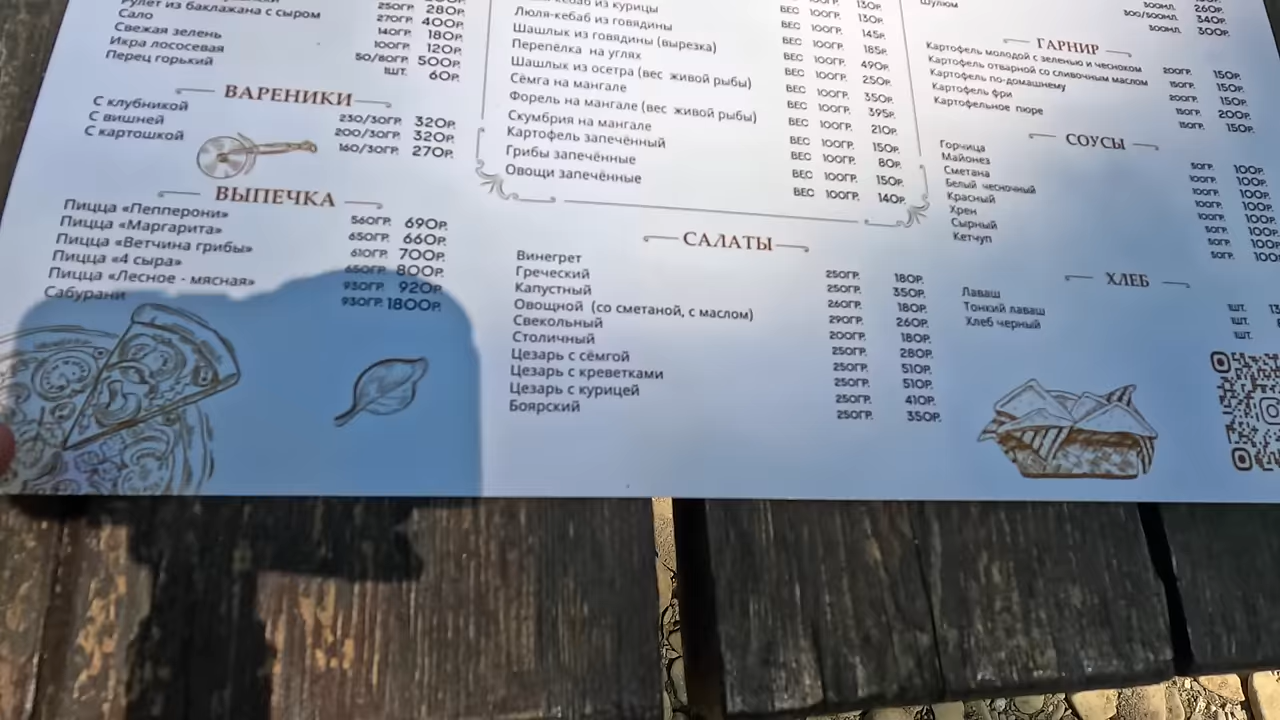 250ГР. 280Р.
Рулет из баклажана с сыром 270ГР. 400Р.
Сало 140ГР. 180Р.
Свежая зелень 100ГР. 120Р.
Икра лососевая 50/80ГР. 500Р.
Перец горький 1ШТ. 60Р.
ВАРЕНИКИ
С клубникой 230/30ГР. 320Р.
С вишней 200/30ГР. 320Р.
С картошкой 160/30ГР. 270Р.
ВЫПЕЧКА
Пицца «Пепперони» 560ГР. 690Р.
Пицца «Маргарита» 650ГР. 660Р.
Пицца «Ветчина грибы» 610ГР. 700Р.
Пицца «4 сыра» 650ГР. 800Р.
Пицца «Лесное - мясная» 930ГР. 920Р.
Сабурани 930ГР. 1800Р.
130Р.
ВЕС 100ГР. 130Р.
из курицы ВЕС 100ГР. 145Р.
Люля-кебаб из говядины ВЕС 100ГР. 185Р.
Шашлык из говядины (вырезка) ВЕС 100ГР. 490Р.
Перепёлка на углях ВЕС 100ГР. 250Р.
Шашлык из осетра (вес живой рыбы) ВЕС 100ГР. 350Р.
Сёмга на мангале ВЕС 100ГР. 395Р.
Форель на мангале (вес живой рыбы) ВЕС 100ГР. 210Р.
Скумбрия на мангале ВЕС 100ГР. 150Р.
Картофель запечённый ВЕС 100ГР. 80Р.
Грибы запечённые ВЕС 100ГР. 150Р.
Овощи запечённые ВЕС 100ГР. 140Р.
САЛАТЫ
Винегрет 250ГР. 180Р.
Греческий 250ГР. 350Р.
Капустный 260ГР. 180Р.
Овощной (со сметаной, с маслом) 290ГР. 260Р.
Свекольный 200ГР. 180Р.
Столичный 250ГР. 280Р.
Цезарь с сёмгой 250ГР. 510Р.
Цезарь с креветками 250ГР. 510Р.
Цезарь с курицей 250ГР. 410Р.
Боярский 250ГР. 350Р.
300МЛ. 260Р.
300/300МЛ. 340Р.
Шулюм 300МЛ. 300Р.
ГАРНИР
Картофель молодой с зеленью и чесноком 200ГР. 150Р.
Картофель отварной со сливочным маслом 150ГР. 150Р.
Картофель по-домашнему 200ГР. 150Р.
Картофель фри 150ГР. 200Р.
Картофельное пюре 150ГР. 150Р.
СОУСЫ
Горчица 50ГР. 100Р.
Майонез 100ГР. 100Р.
Сметана 100ГР. 100Р.
Белый чесночный 100ГР. 100Р.
Красный 100ГР. 100Р.
Хрен 50ГР. 100Р.
Сырный 50ГР. 100Р.
Кетчуп 50ГР. 100
ХЛЕБ
Лаваш 1ШТ.
Тонкий лаваш 1ШТ.
Хлеб черный 1ШТ.